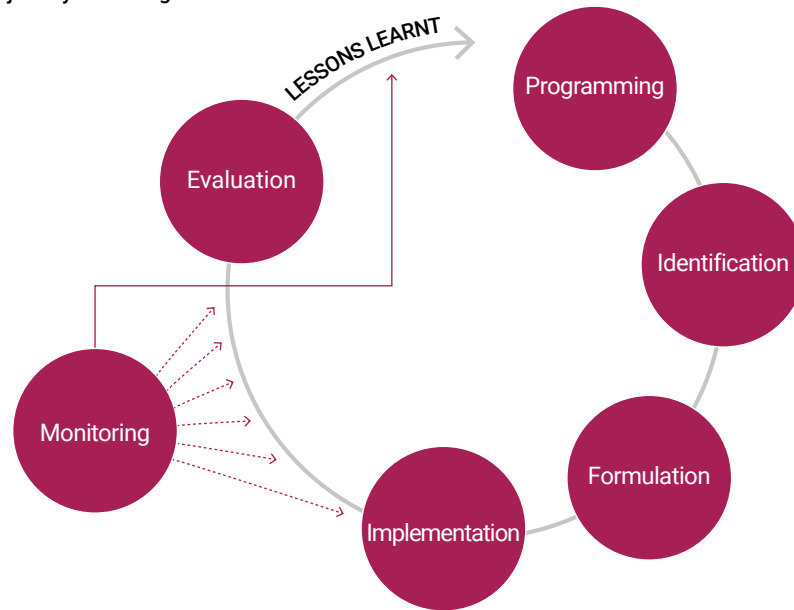 LESSONS LEARNT
Programming
Evaluation
Identification
Monitoring
Formulation
Implementation